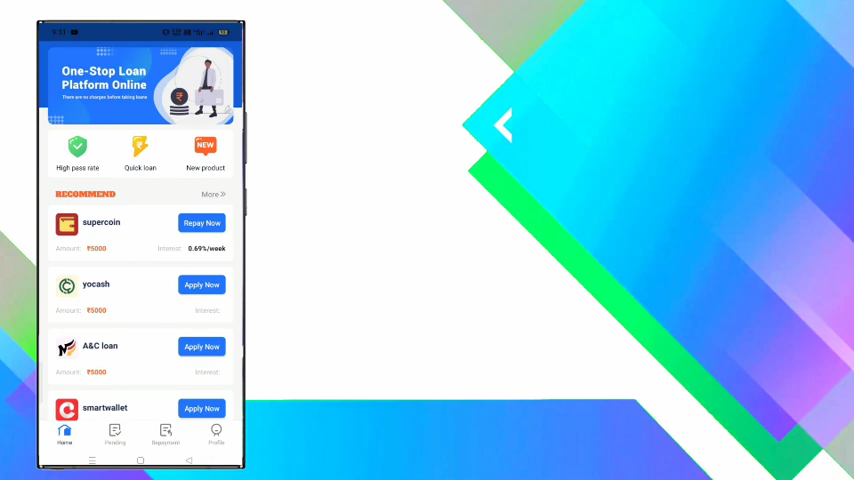 9:51
One-Stop Loan
Platform Online
There are no charges before taking loans
High pass rate
Quick loan
NEW
New product
RECOMMEND
More
supercoin
Repay Now
Amount: ₹5000
Interest: 0.69%/week
yocash
Apply Now
Amount: ₹5000
Interest:
A&C loan
Apply Now
Amount: ₹5000
Interest:
smartwallet
Apply Now
Home
Pending
Repayment
Profile